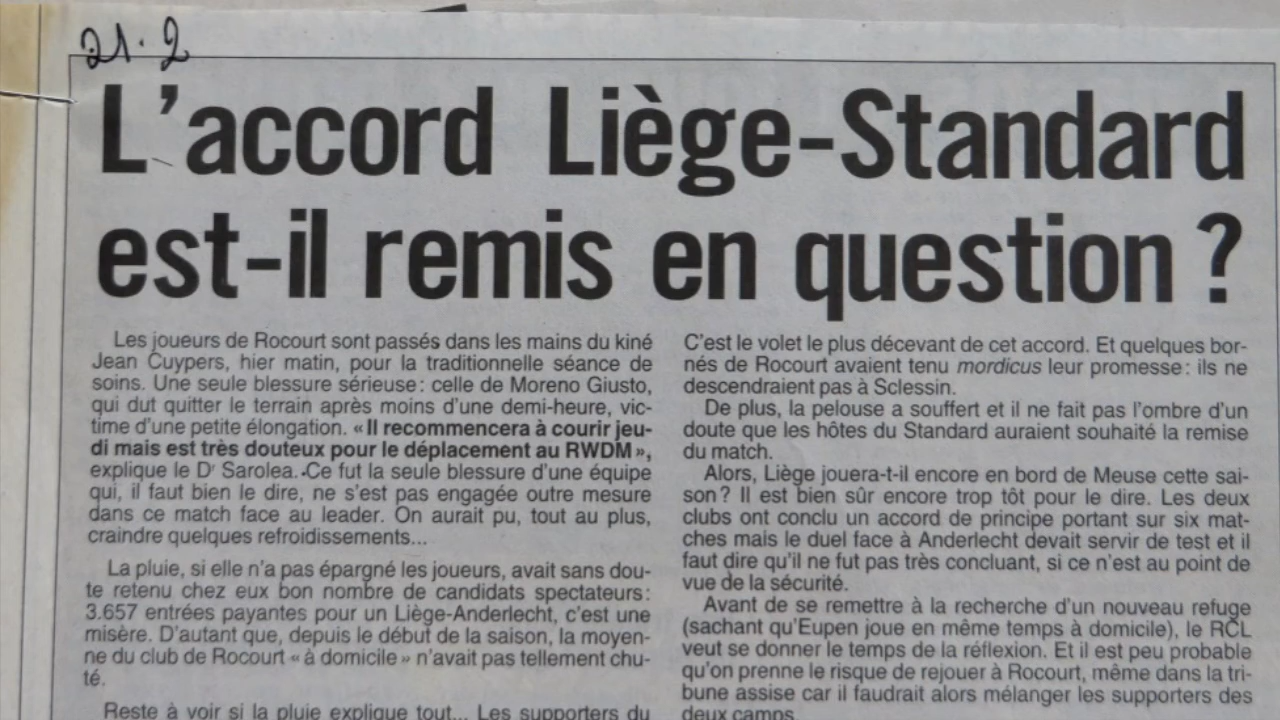 21.2
L'accord Liège-Standard
est-il remis en question ?
Les joueurs de Rocourt sont passés dans les mains du kiné
Jean Cuypers, hier matin, pour la traditionnelle séance de
soins. Une seule blessure sérieuse: celle de Moreno Giusto,
qui dut quitter le terrain après moins d'une demi-heure, vic-
time d'une petite élongation. «Il recommencera à courir jeu-
di mais est très douteux pour le déplacement au RWDM»,
explique le Dr Sarolea. Ce fut la seule blessure d'une équipe
qui, il faut bien le dire, ne s'est pas engagée outre mesure
dans ce match face au leader. On aurait pu, tout au plus,
craindre quelques refroidissements...
La pluie, si elle n'a pas épargné les joueurs, avait sans dou-
te retenu chez eux bon nombre de candidats spectateurs:
3.657 entrées payantes pour un Liège-Anderlecht, c'est une
misère. D'autant que, depuis le début de la saison, la moyen-
ne du club de Rocourt «à domicile» n'avait pas tellement chu-
té.
Reste à voir si la pluie explique tout... Les supporters du
C'est le volet le plus décevant de cet accord. Et quelques bor-
nés de Rocourt avaient tenu mordicus leur promesse: ils ne
descendraient pas à Sclessin.
De plus, la pelouse a souffert et il ne fait pas l'ombre d'un
doute que les hôtes du Standard auraient souhaité la remise
du match.
Alors, Liège jouera-t-il encore en bord de Meuse cette sai-
son? Il est bien sûr encore trop tôt pour le dire. Les deux
clubs ont conclu un accord de principe portant sur six mat-
ches mais le duel face à Anderlecht devait servir de test et il
faut dire qu'il ne fut pas très concluant, si ce n'est au point de
vue de la sécurité.
Avant de se remettre à la recherche d'un nouveau refuge
(sachant qu'Eupen joue en même temps à domicile), le RCL
veut se donner le temps de la réflexion. Et il est peu probable
qu'on prenne le risque de rejouer à Rocourt, même dans la tri-
bune assise car il faudrait alors mélanger les supporters des
deux camps.